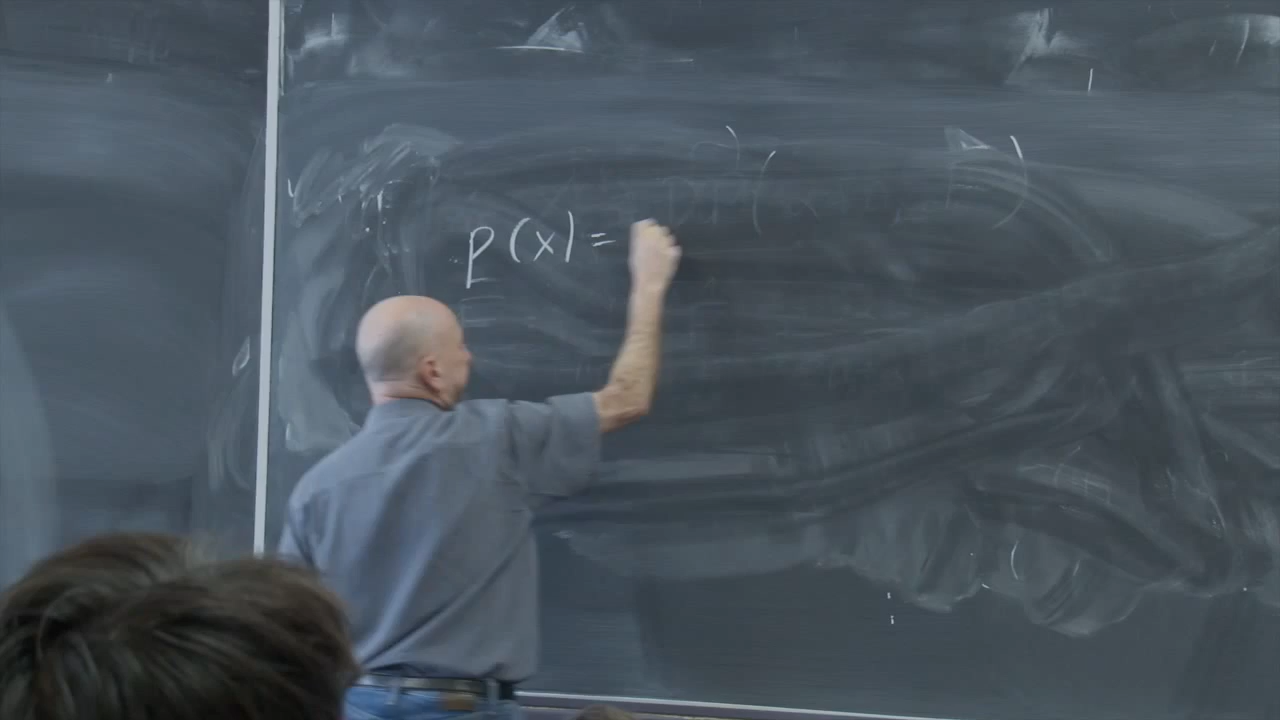 p(x) =